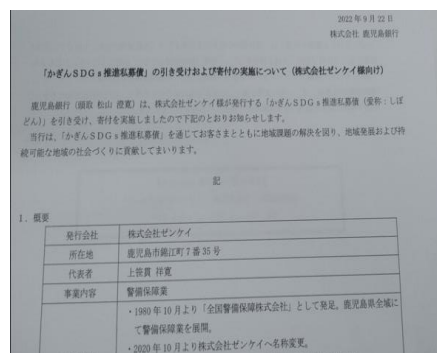 2022年9月22日
株式会社 鹿児島銀行
「かぎんSDGs推進私募債」の引き受けおよび寄付の実施について(株式会社ゼンケイ様向け)
鹿児島銀行(頭取 松山 澄寛)は、株式会社ゼンケイ様が発行する「かぎんSDGs推進私募債(愛称:しぼ
どん)」を引き受け、寄付を実施しましたので下記のとおりお知らせします。
当行は、「かぎんSDGs推進私募債」を通じてお客さまとともに地域課題の解決を図り、地域発展および持
続可能な地域の社会づくりに貢献してまいります。
記
1.概要
発行会社 株式会社ゼンケイ
所在地 鹿児島市錦江町7番35号
代表者 上笹貫 祥寛
事業内容 警備保障業
・1980年10月より「全国警備保障株式会社」として発足。鹿児島県全域に
て警備保障業を展開。
・2020年10月より株式会社ゼンケイへ名称変更。